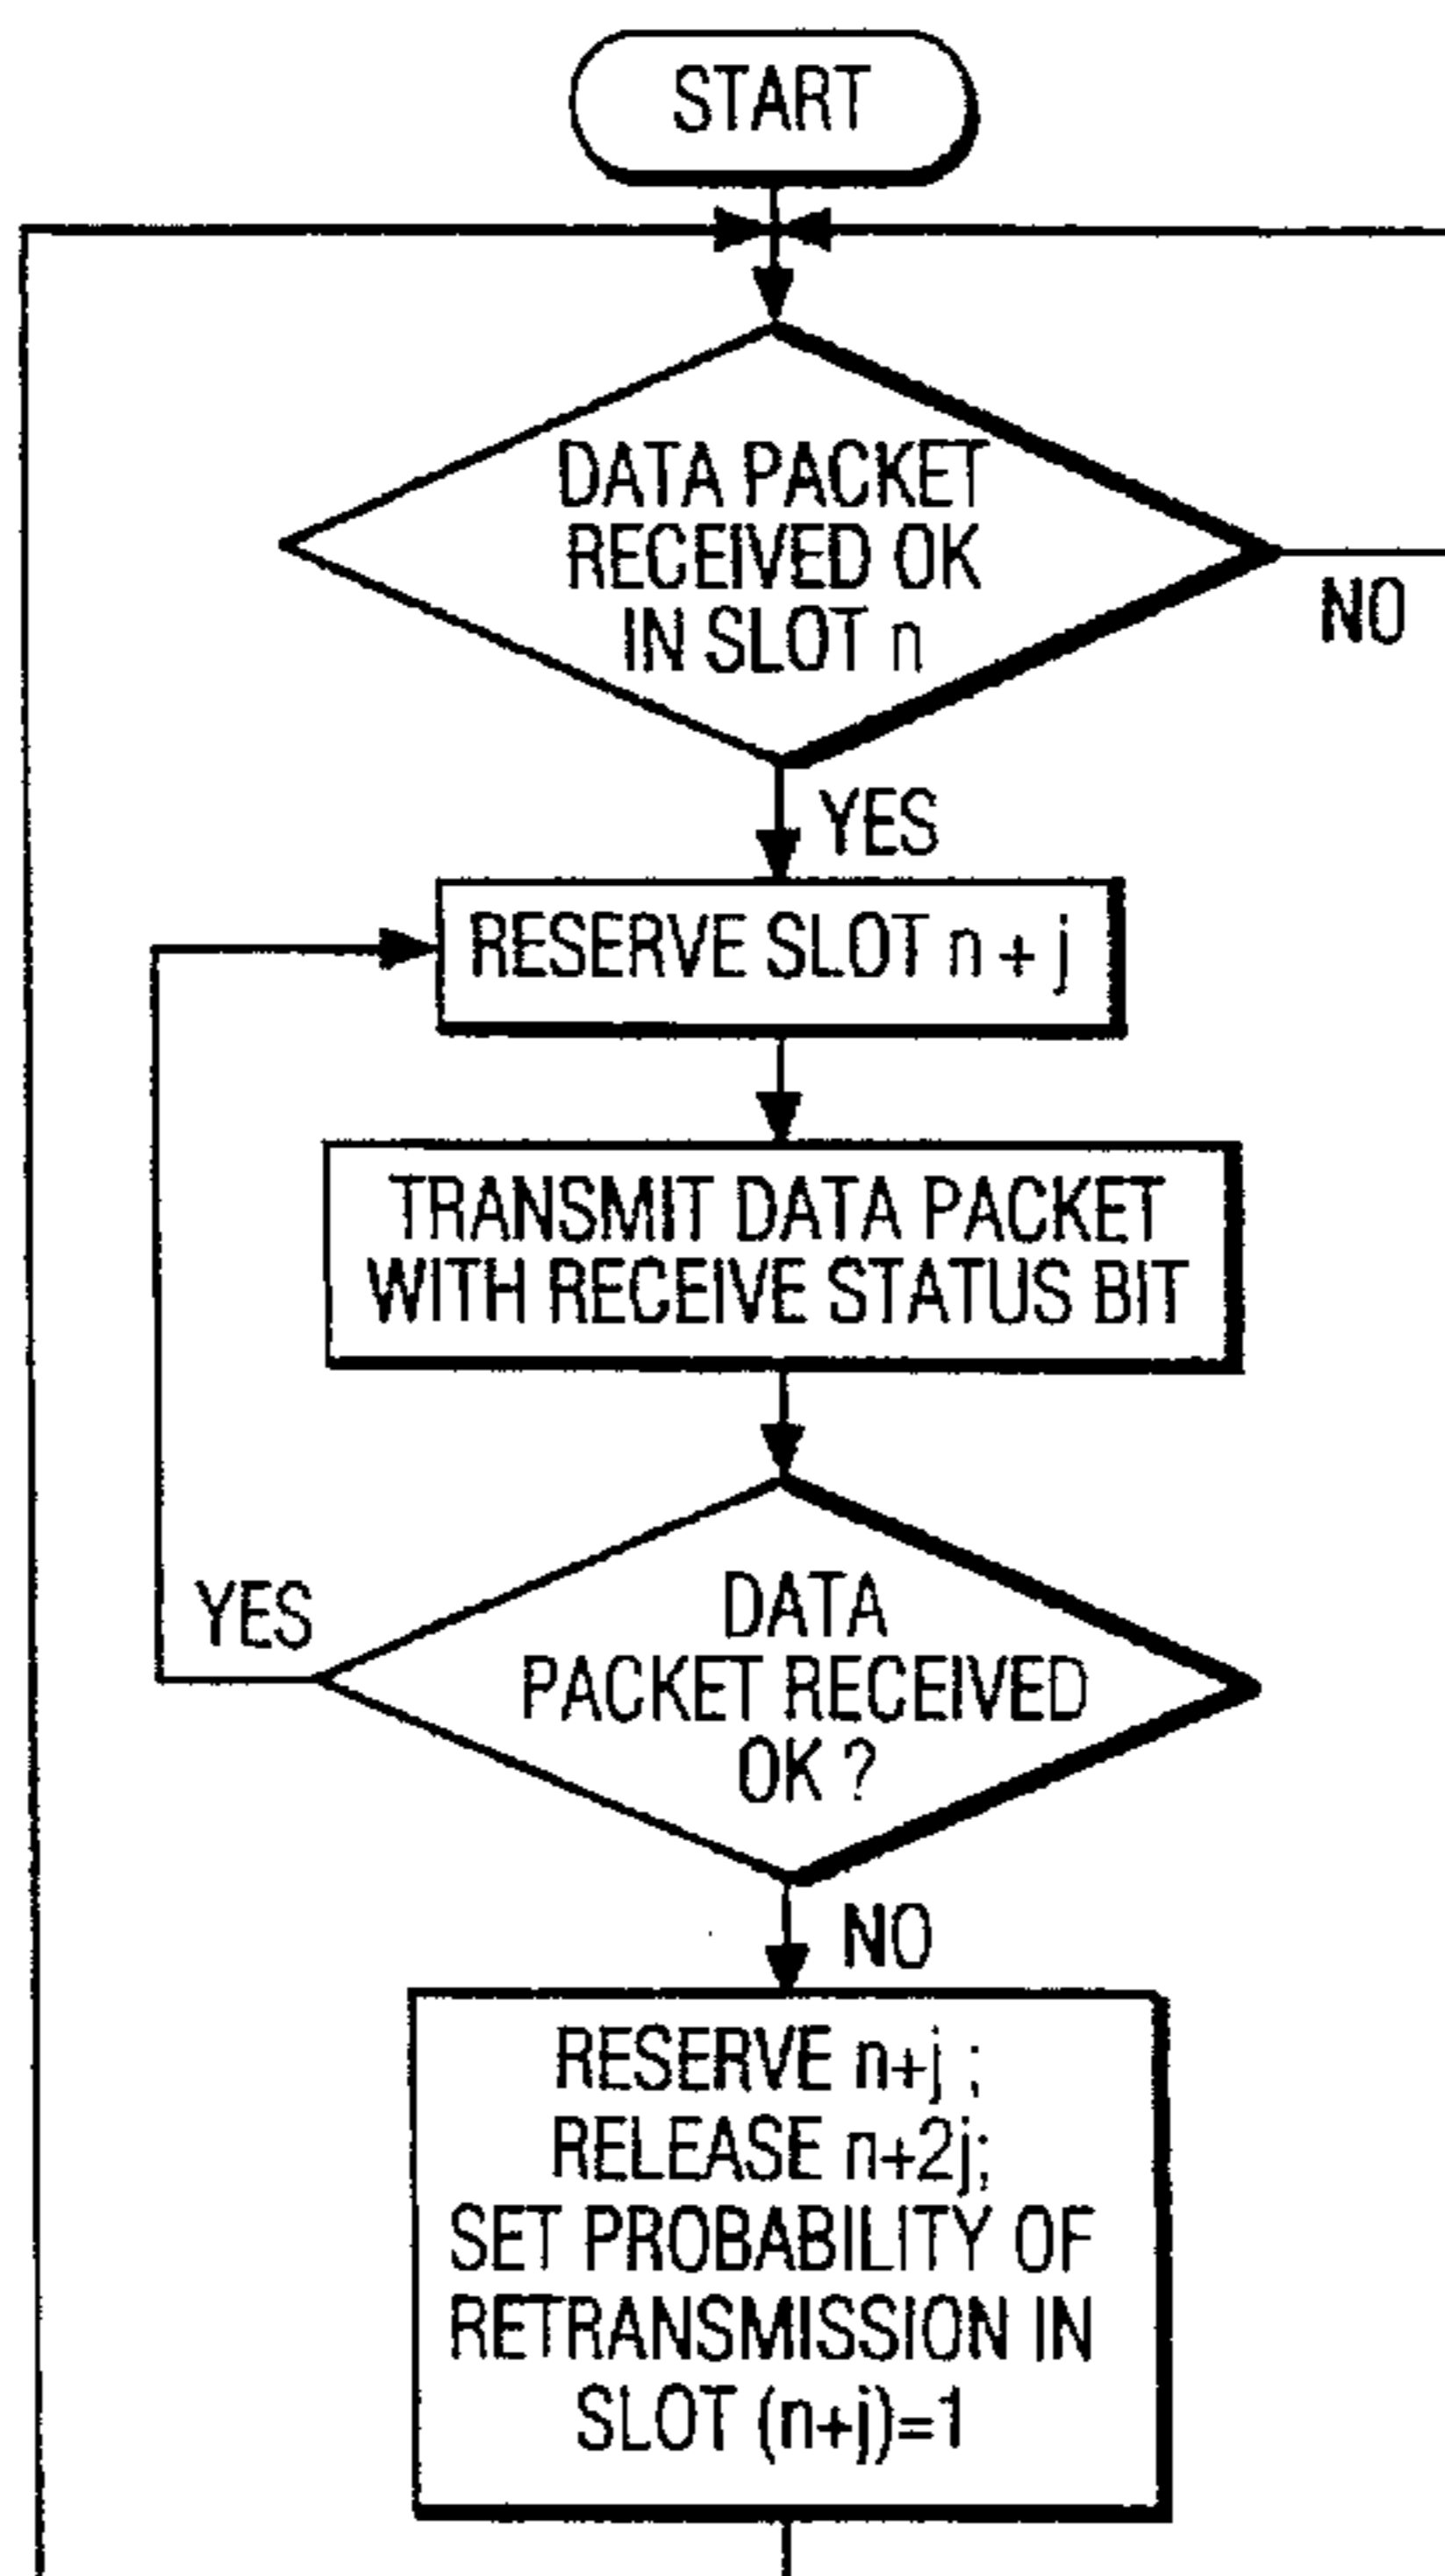 START
DATA PACKET
RECEIVED OK
IN SLOT n
NO
YES
RESERVE SLOT n + j
TRANSMIT DATA PACKET
WITH RECEIVE STATUS BIT
YES
DATA
PACKET RECEIVED
OK ?
NO
RESERVE n+j ;
RELEASE n+2j;
SET PROBABILITY OF
RETRANSMISSION IN
SLOT (n+j)=1